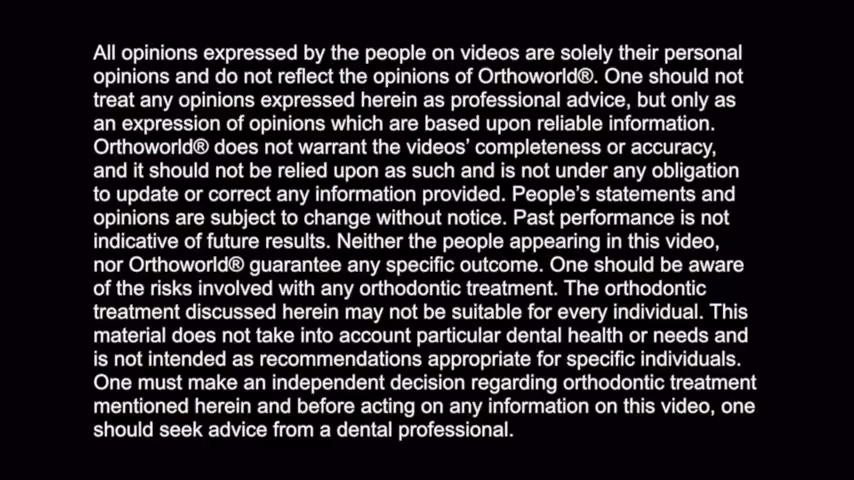 All opinions expressed by the people on videos are solely their personal
opinions and do not reflect the opinions of Orthoworld®. One should not
treat any opinions expressed herein as professional advice, but only as
an expression of opinions which are based upon reliable information.
Orthoworld® does not warrant the videos’ completeness or accuracy,
and it should not be relied upon as such and is not under any obligation
to update or correct any information provided. People’s statements and
opinions are subject to change without notice. Past performance is not
indicative of future results. Neither the people appearing in this video,
nor Orthoworld® guarantee any specific outcome. One should be aware
of the risks involved with any orthodontic treatment. The orthodontic
treatment discussed herein may not be suitable for every individual. This
material does not take into account particular dental health or needs and
is not intended as recommendations appropriate for specific individuals.
One must make an independent decision regarding orthodontic treatment
mentioned herein and before acting on any information on this video, one
should seek advice from a dental professional.